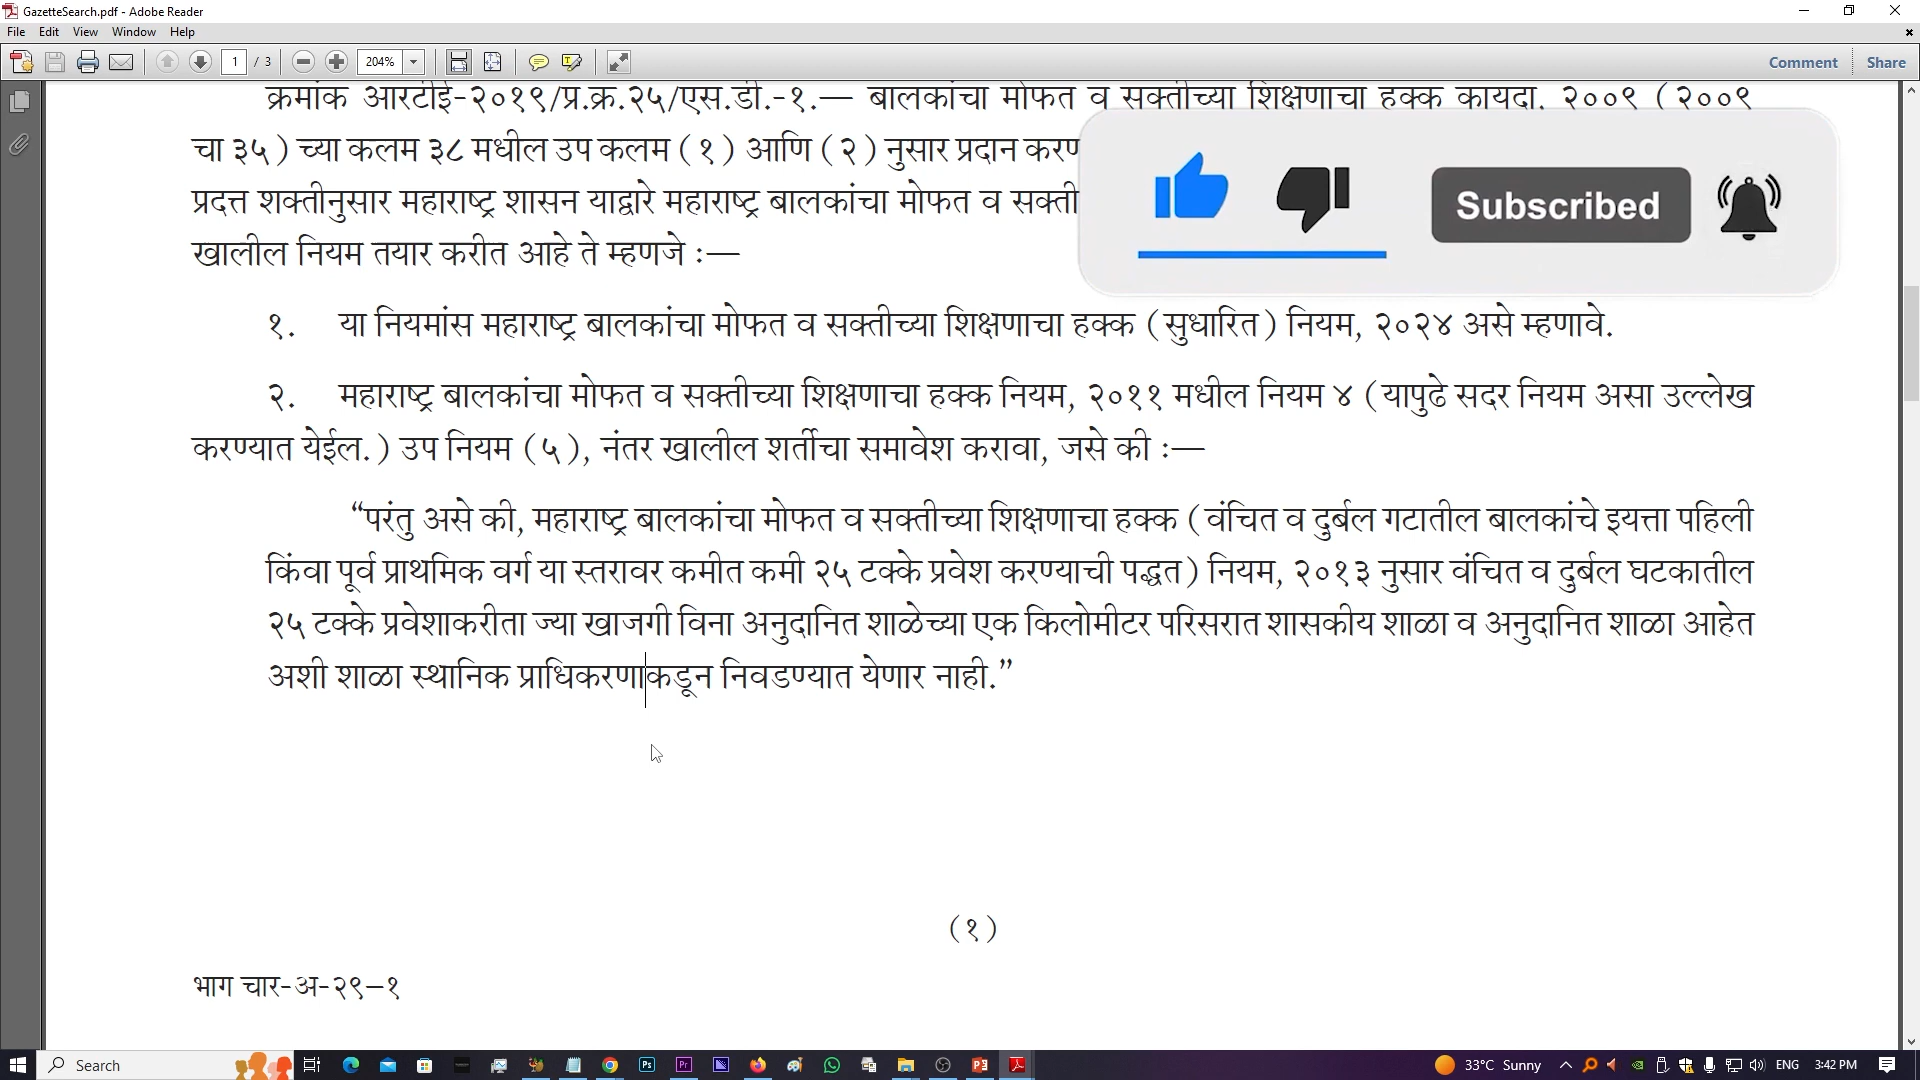 GazetteSearch.pdf - Adobe Reader
File Edit View Window Help
1 / 3 204% Comment Share
क्रमांक आरटीई-२०१९/प्र.क्र.२५/एस.डी.-१.— बालकांचा मोफत व सक्तीच्या शिक्षणाचा हक्क कायदा, २००९ (२००९
चा ३५) च्या कलम ३८ मधील उप कलम (१) आणि (२) नुसार प्रदान
प्रदत्त शक्तीनुसार महाराष्ट्र शासन याद्वारे महाराष्ट्र बालकांचा मोफत व
Subscribed
खालील नियम तयार करीत आहे ते म्हणजे :—
१. या नियमांस महाराष्ट्र बालकांचा मोफत व सक्तीच्या शिक्षणाचा हक्क (सुधारित) नियम, २०२४ असे म्हणावे.
२. महाराष्ट्र बालकांचा मोफत व सक्तीच्या शिक्षणाचा हक्क नियम, २०११ मधील नियम ४ (यापुढे सदर नियम असा उल्लेख
करण्यात येईल.) उप नियम (५), नंतर खालील शर्तीचा समावेश करावा, जसे की :—
“परंतु असे की, महाराष्ट्र बालकांचा मोफत व सक्तीच्या शिक्षणाचा हक्क (वंचित व दुर्बल गटातील बालकांचे इयत्ता पहिली
किंवा पूर्व प्राथमिक वर्ग या स्तरावर कमीत कमी २५ टक्के प्रवेश करण्याची पद्धत) नियम, २०१३ नुसार वंचित व दुर्बल घटकातील
२५ टक्के प्रवेशाकरीता ज्या खाजगी विना अनुदानित शाळेच्या एक किलोमीटर परिसरात शासकीय शाळा व अनुदानित शाळा आहेत
अशी शाळा स्थानिक प्राधिकरणाकडून निवडण्यात येणार नाही.”
(१)
भाग चार-अ-२९–१
Search 33°C Sunny ENG 3:42 PM